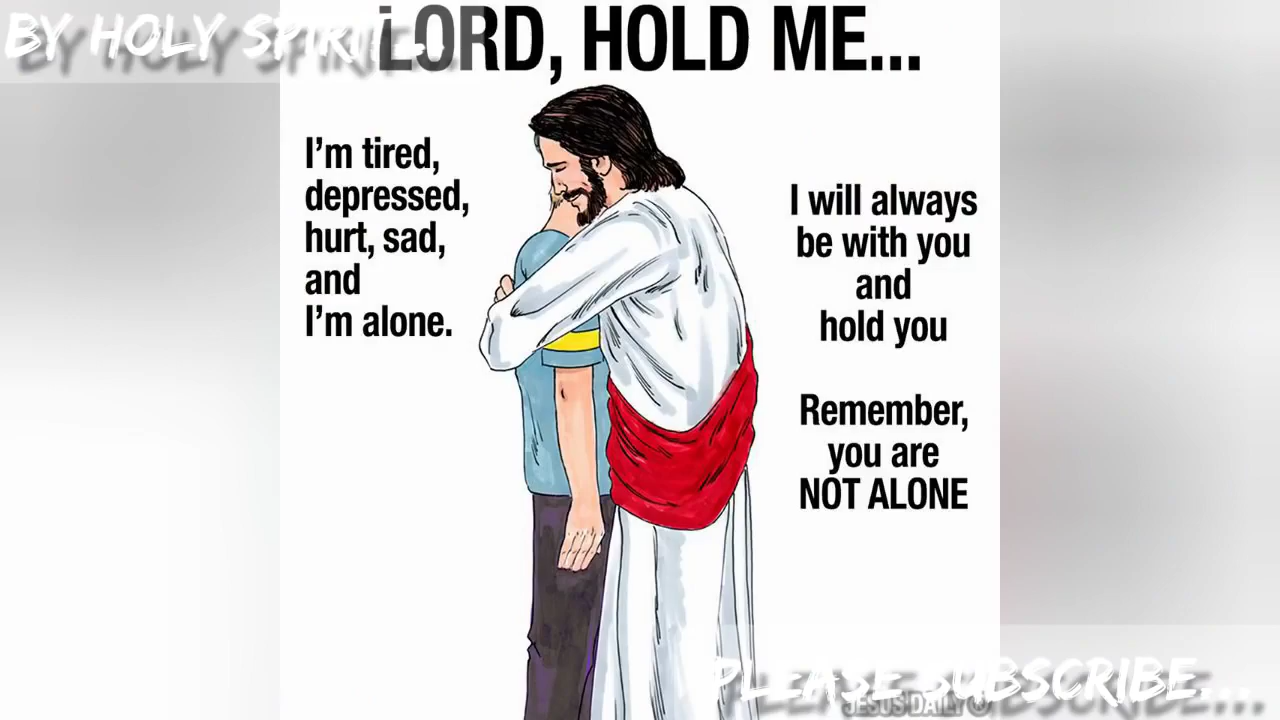 BY HOLY SPIRIT...
LORD, HOLD ME...
I'm tired,
depressed,
hurt, sad,
and
I'm alone.
I will always
be with you
and
hold you
Remember,
you are
NOT ALONE
PLEASE SUBSCRIBE...
JESUS DAILY®